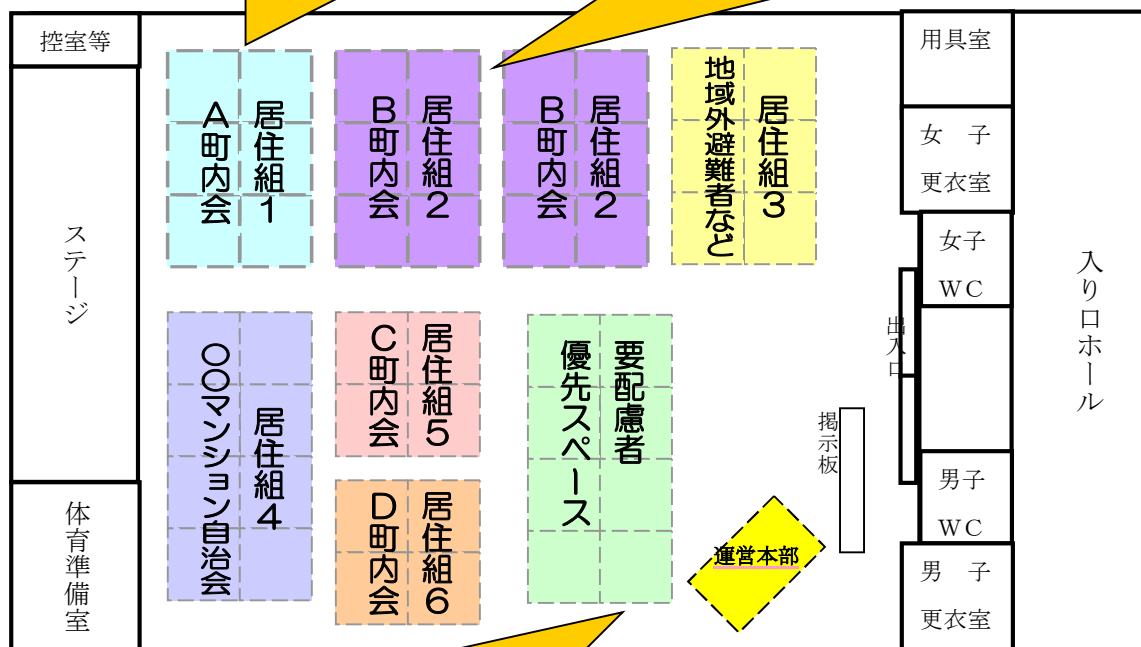 控室等
ステージ
体育準備室
居住組1
A町内会
居住組2
B町内会
居住組2
B町内会
居住組3
地域外避難者など
居住組4
〇〇マンション自治会
居住組5
C町内会
居住組6
D町内会
要配慮者
優先スペース
運営本部
掲示板
出入口
用具室
女　子
更衣室
女子
WC
男子
WC
男　子
更衣室
入り口ホール